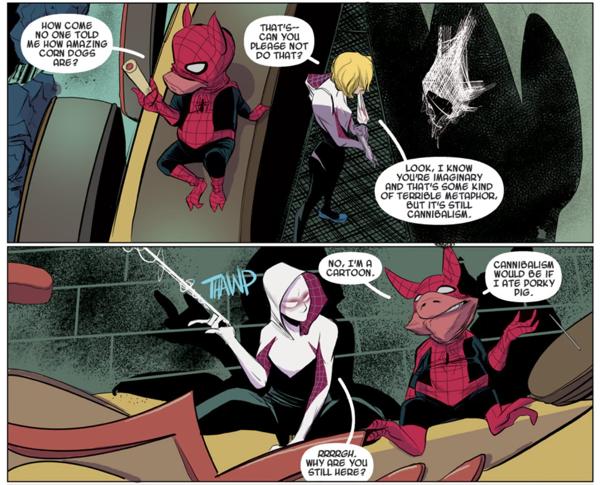 HOW COME
NO ONE TOLD
ME HOW AMAZING
CORN DOGS
ARE?
THAT'S--
CAN YOU
PLEASE NOT
DO THAT?
LOOK, I KNOW
YOU'RE IMAGINARY
AND THAT'S SOME KIND
OF TERRIBLE METAPHOR,
BUT IT'S STILL
CANNIBALISM.
THAWP
NO, I'M A
CARTOON.
CANNIBALISM
WOULD BE IF
I ATE PORKY
PIG.
RRRRGH.
WHY ARE YOU
STILL HERE?